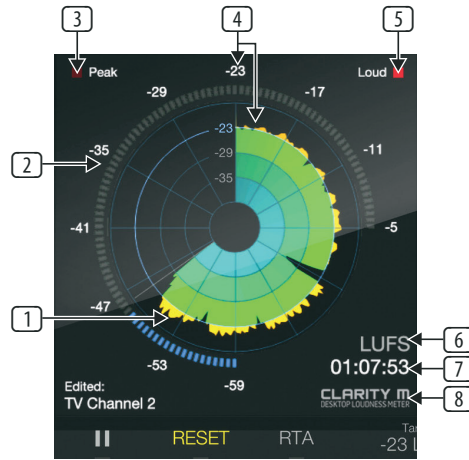 3
4
5
Peak
-23
Loud
-29
-17
-35
-23
-11
-29
2
-35
-41
-5
-47
1
-53
-59
LUFS
6
01:07:53
7
Edited:
TV Channel 2
CLARITY M
8
DESKTOP LOUDNESS METER
RESET
RTA
-23 L